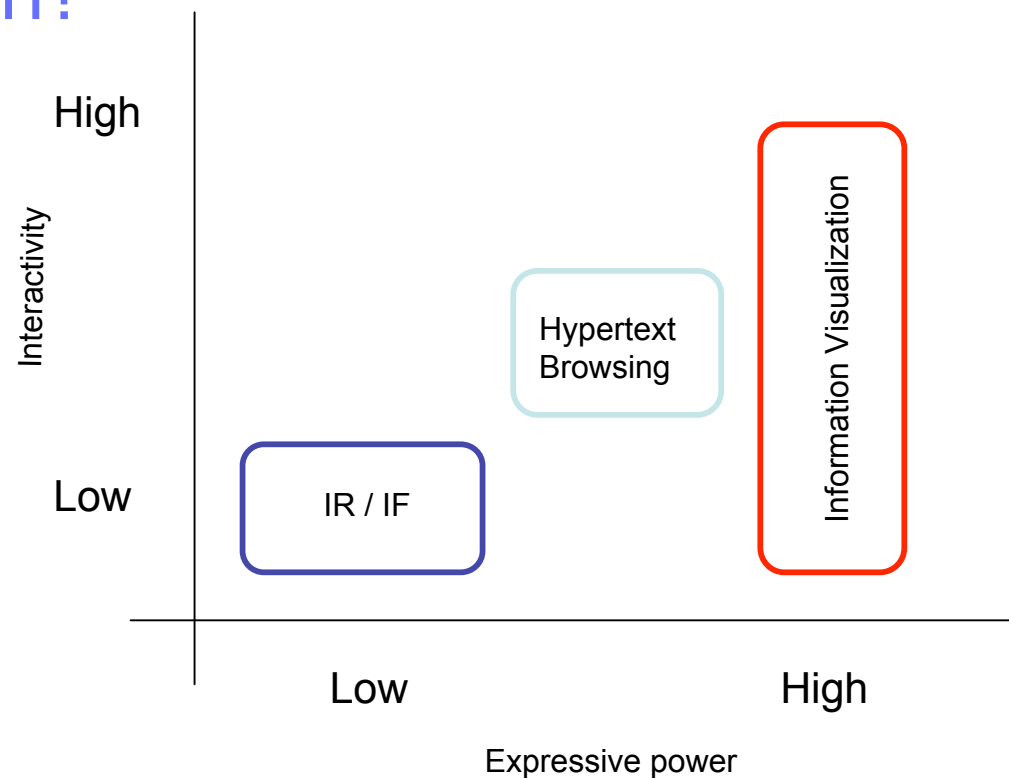 High
Interactivity
Information Visualization
Hypertext
Browsing
Low
IR / IF
Low
High
Expressive power